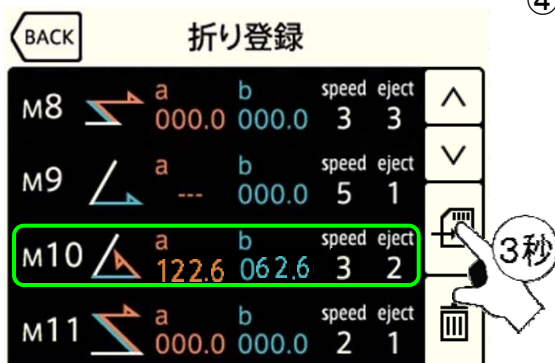 ④
BACK 折り登録
M8 a 000.0 b 000.0 speed 3 eject 3
M9 a --- b 000.0 speed 5 eject 1
M10 a 122.6 b 062.6 speed 3 eject 2
3秒
M11 a 000.0 b 000.0 speed 2 eject 1